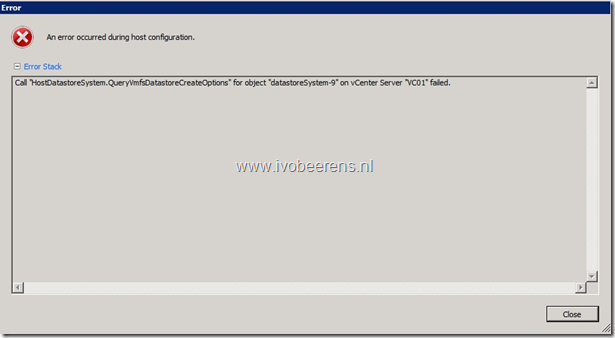 Error
An error occurred during host configuration.
Error Stack
Call "HostDatastoreSystem.QueryVmfsDatastoreCreateOptions" for object "datastoreSystem-9" on vCenter Server "VC01" failed.
www.ivobeerens.nl
Close